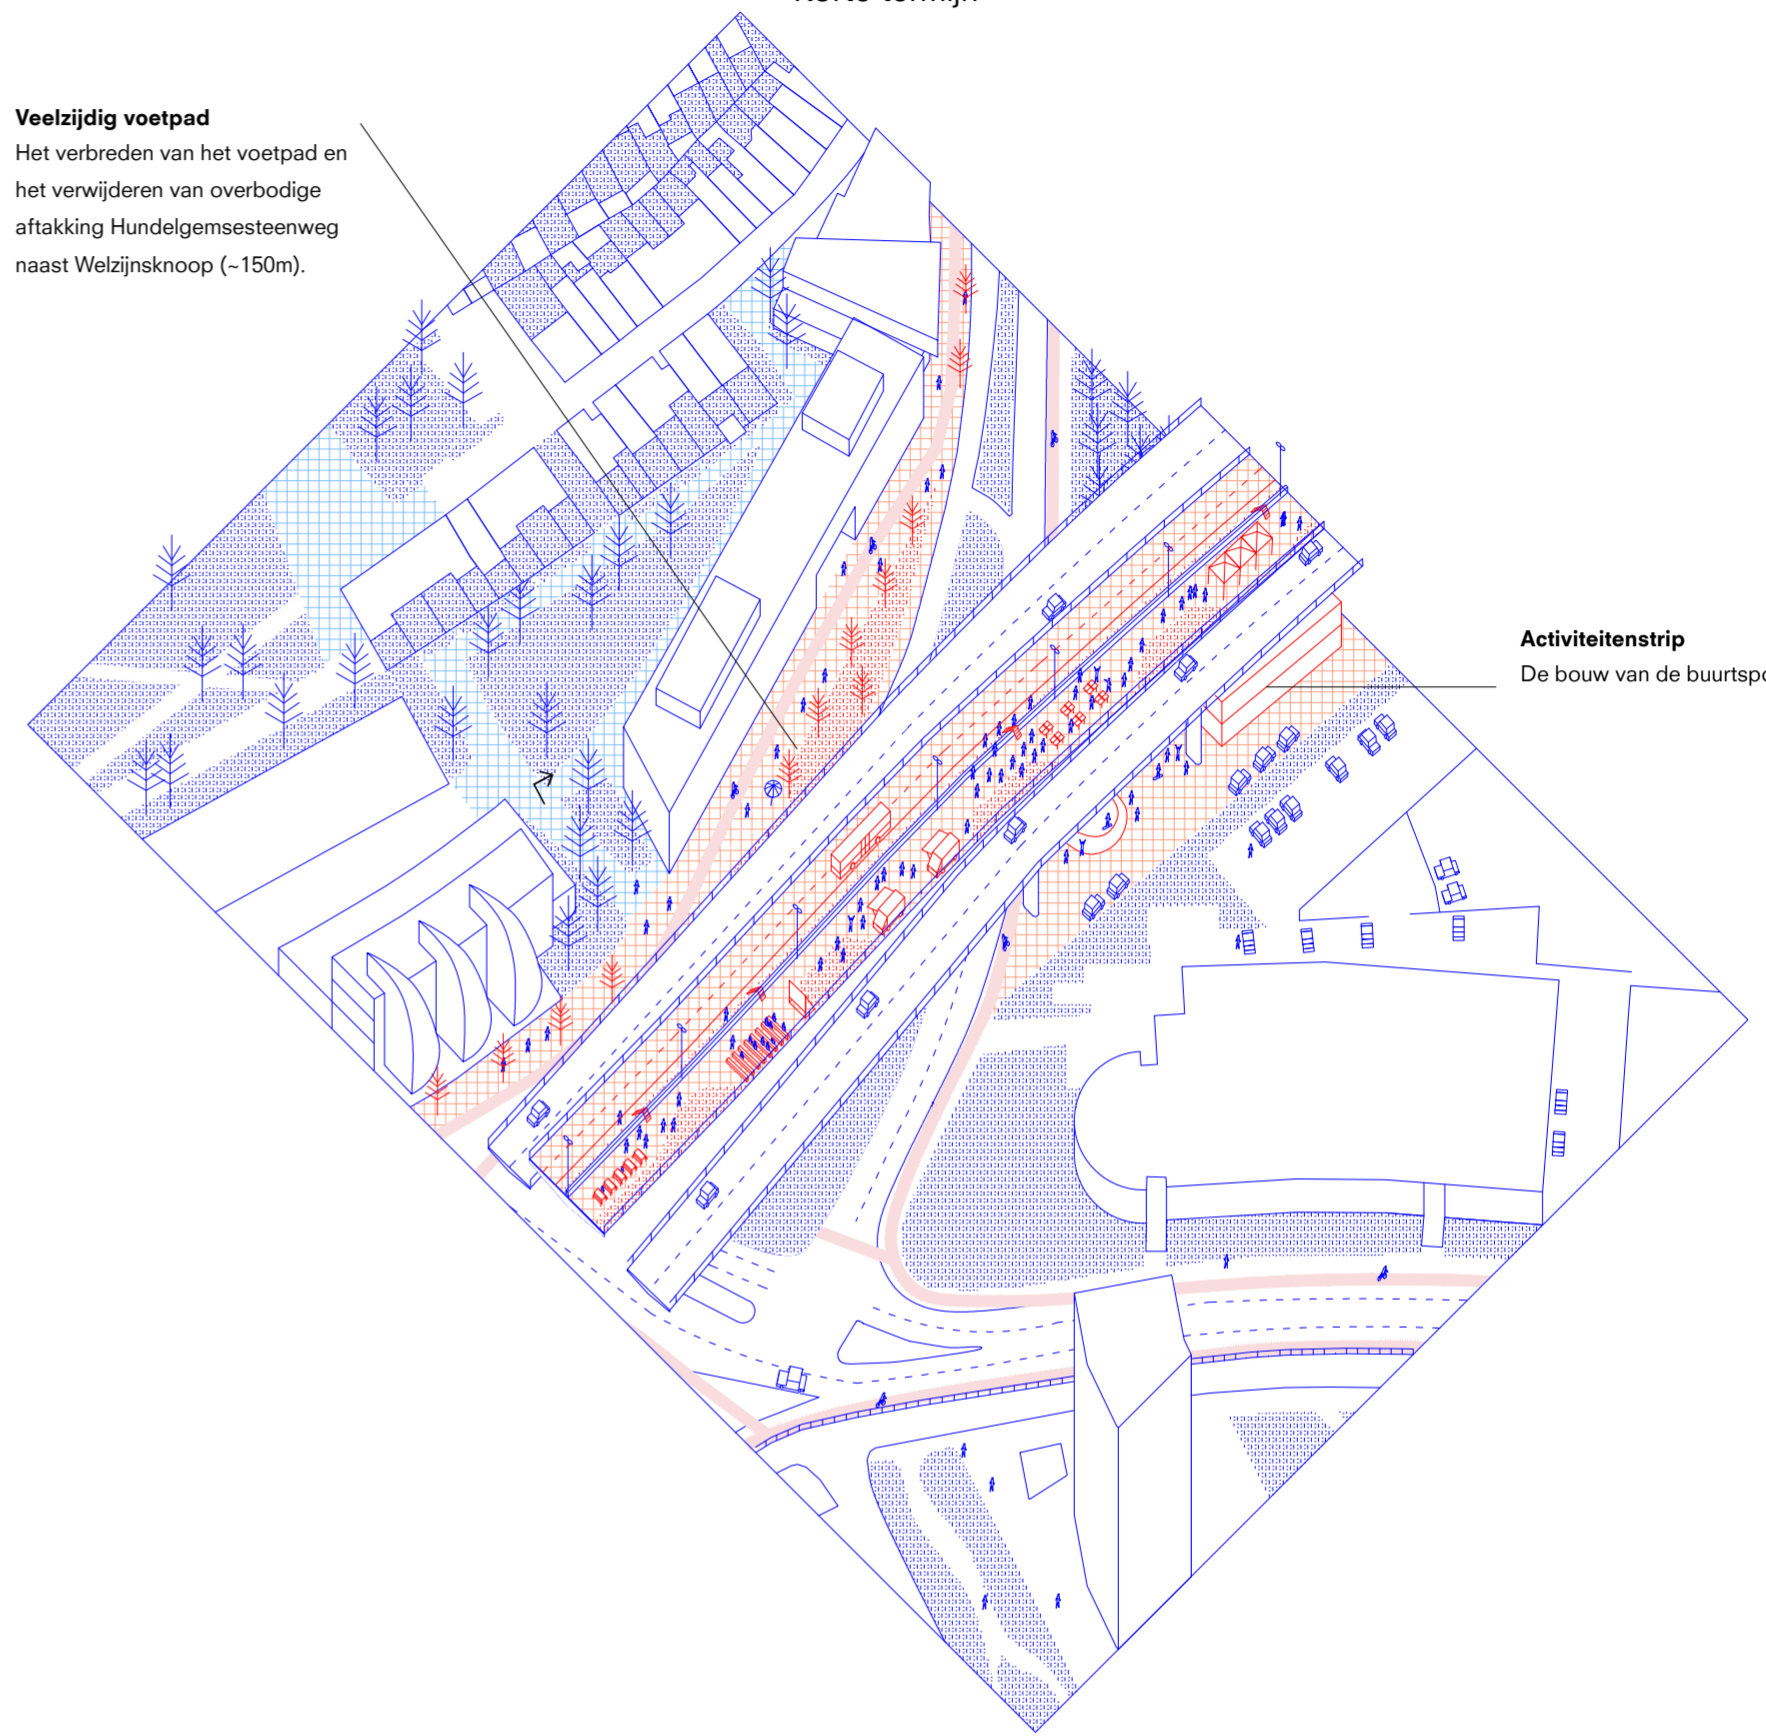 Veelzijdig voetpad
Het verbreden van het voetpad en
het verwijderen van overbodige
aftakking Hundelgemsesteenweg
naast Welzijnsknoop (~150m).
Activiteitenstrip
De bouw van de